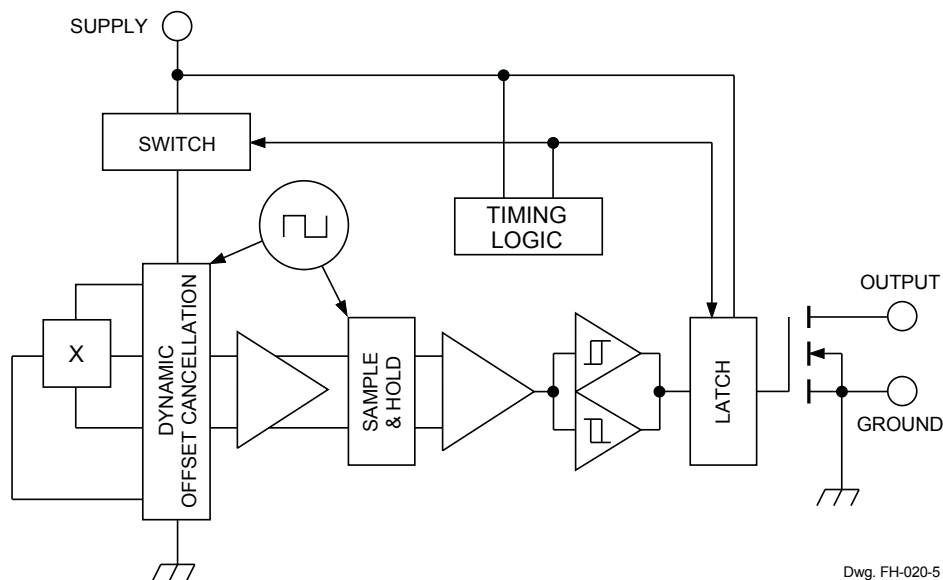 SUPPLY
SWITCH
TIMING
LOGIC
DYNAMIC
OFFSET CANCELLATION
X
SAMPLE
& HOLD
LATCH
OUTPUT
GROUND
Dwg. FH-020-5